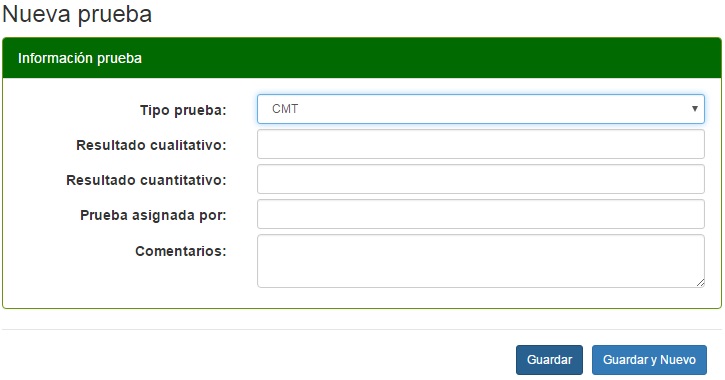 Nueva prueba
Información prueba
Tipo prueba: CMT
Resultado cualitativo:
Resultado cuantitativo:
Prueba asignada por:
Comentarios:
Guardar Guardar y Nuevo